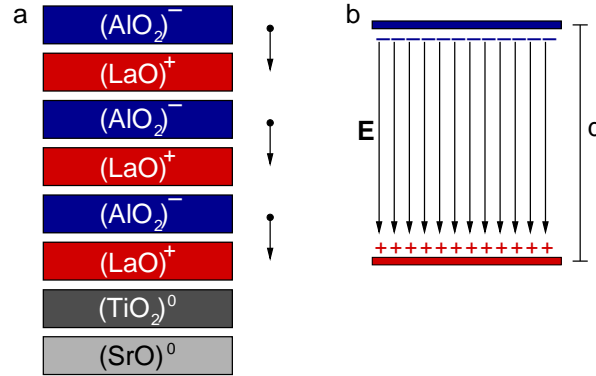 a
(AlO₂)⁻
(LaO)⁺
(AlO₂)⁻
(LaO)⁺
(AlO₂)⁻
(LaO)⁺
(TiO₂)⁰
(SrO)⁰
b
− − − − − − − − − − − −
E
d
+ + + + + + + + + + + +